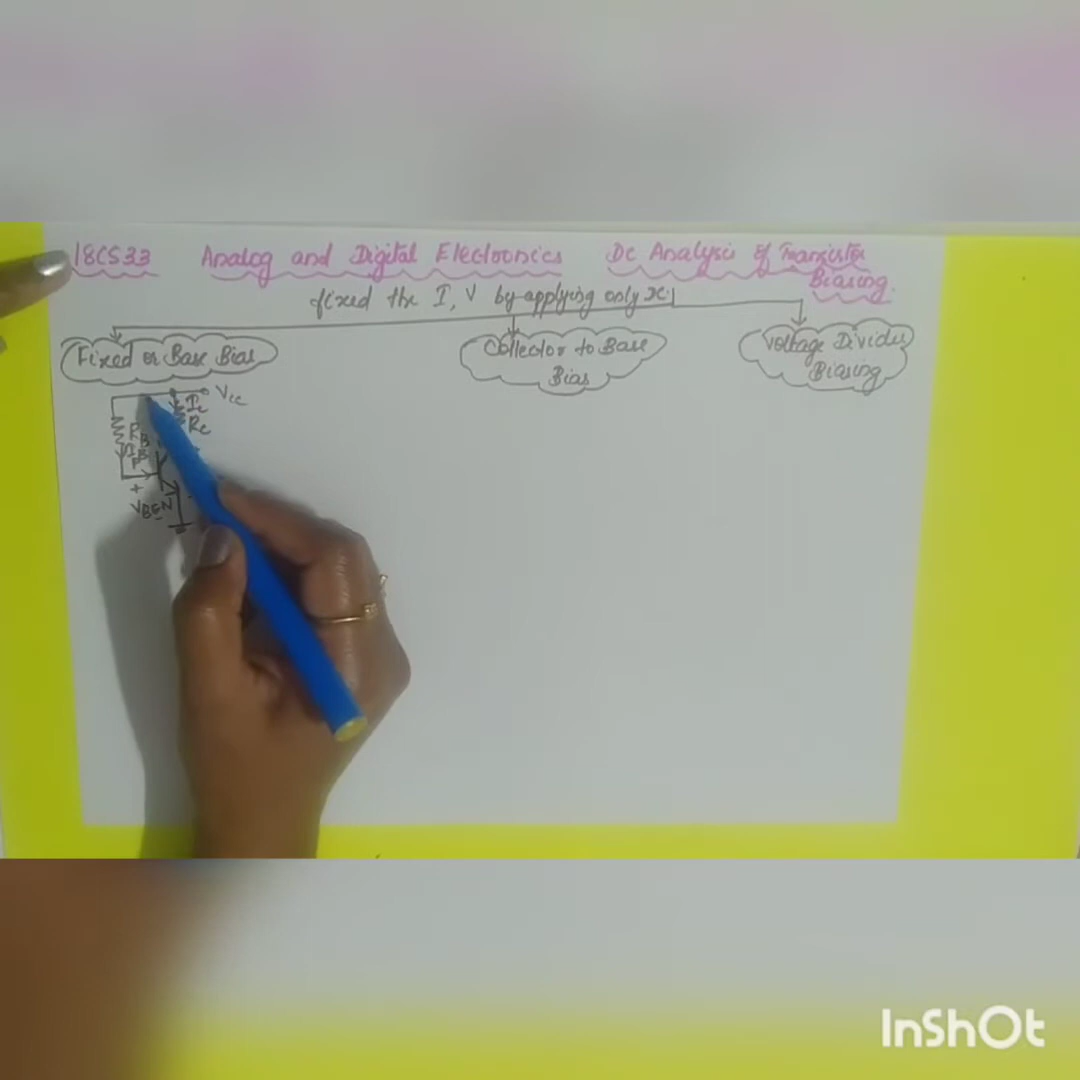 18CS33 Analog and Digital Electronics Dc Analysis of Transistor
Biasing.
fixed the I, V by applying only
Fixed or Base Bias
Collector to Base
Bias
Voltage Divider
Biasing
Vcc
Ic
Rc
RB
IB
P
+
VBE N
InShOt